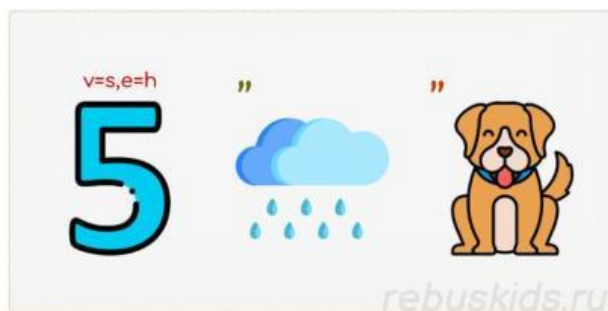 v=s,e=h
" "
5
rebuskids.ru